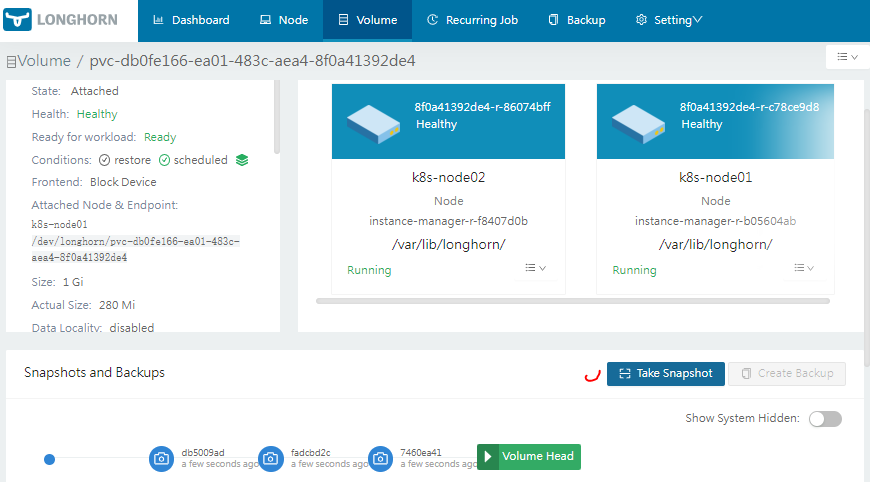 LONGHORN
Dashboard
Node
Volume
Recurring Job
Backup
Setting
Volume / pvc-db0fe166-ea01-483c-aea4-8f0a41392de4
State: Attached
Health: Healthy
Ready for workload: Ready
Conditions: restore scheduled
Frontend: Block Device
Attached Node & Endpoint:
k8s-node01
/dev/longhorn/pvc-db0fe166-ea01-483c-
aea4-8f0a41392de4
Size: 1 Gi
Actual Size: 280 Mi
Data Locality: disabled
8f0a41392de4-r-86074bff
Healthy
k8s-node02
Node
instance-manager-r-f8407d0b
/var/lib/longhorn/
Running
8f0a41392de4-r-c78ce9d8
Healthy
k8s-node01
Node
instance-manager-r-b05604ab
/var/lib/longhorn/
Running
Snapshots and Backups
Take Snapshot
Create Backup
Show System Hidden:
db5009ad
a few seconds ago
fadcbd2c
a few seconds ago
7460ea41
a few seconds ago
Volume Head